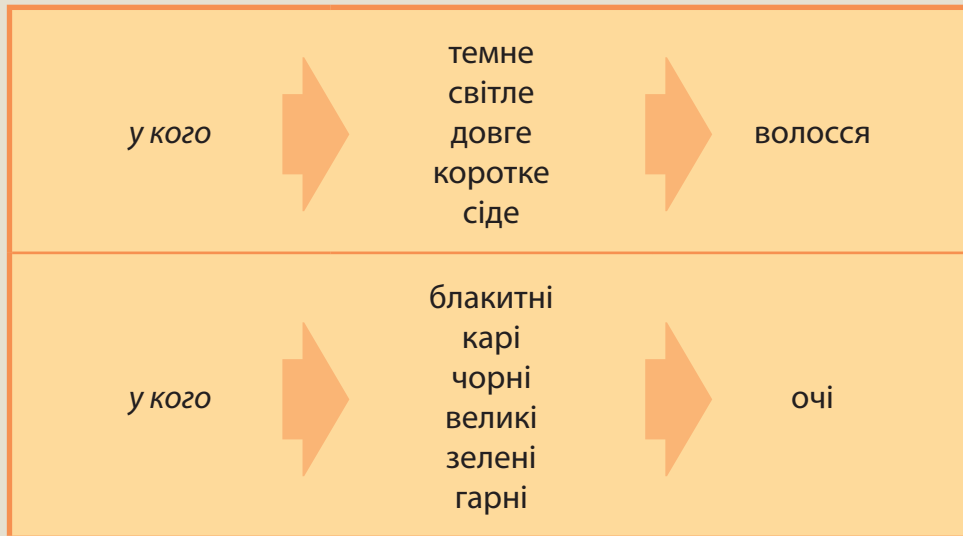 у кого
темне
світле
довге
коротке
сіде
волосся
у кого
блакитні
карі
чорні
великі
зелені
гарні
очі